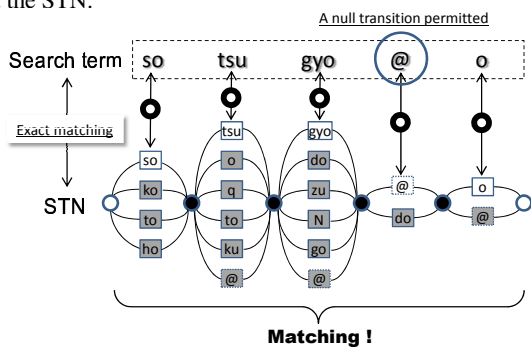 t the STN.
A null transition permitted
Search term so tsu gyo @ o
Exact matching
tsu gyo
so o do @ o
ko q zu
STN
to to N do @
ho ku go
@ @
Matching !